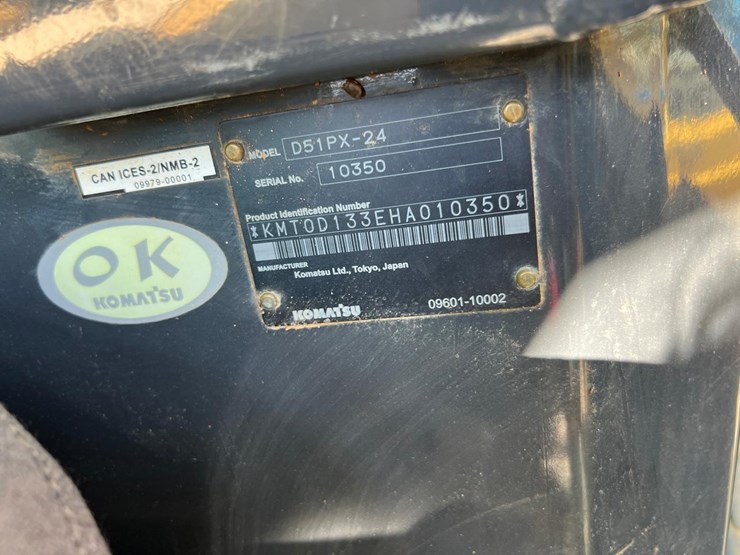 MODEL D51PX-24
SERIAL No. 10350
Product Identification Number
*KMT0D133EHA010350*
MANUFACTURER
Komatsu Ltd., Tokyo, Japan
KOMATSU 09601-10002
CAN ICES-2/NMB-2
09979-00001
OK
KOMATSU